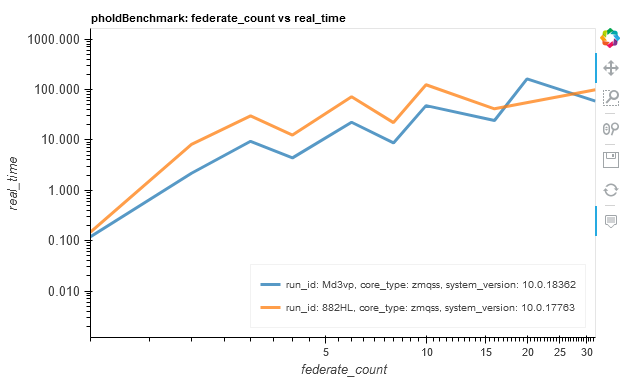 pholdBenchmark: federate_count vs real_time
1000.000
100.000
10.000
1.000
0.100
0.010
real_time
run_id: Md3vp, core_type: zmqss, system_version: 10.0.18362
run_id: 882HL, core_type: zmqss, system_version: 10.0.17763
5 10 15 20 25 30
federate_count